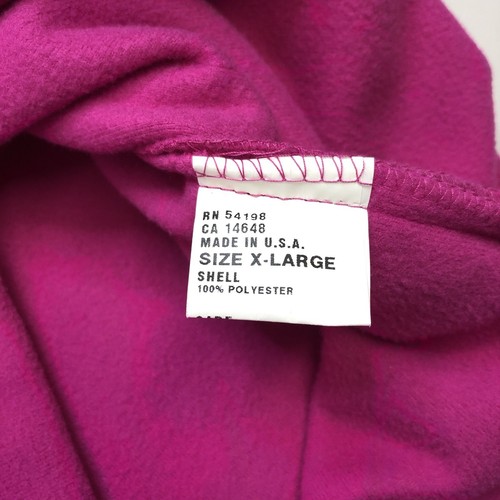 RN 54198
CA 14648
MADE IN U.S.A.
SIZE X-LARGE
SHELL
100% POLYESTER